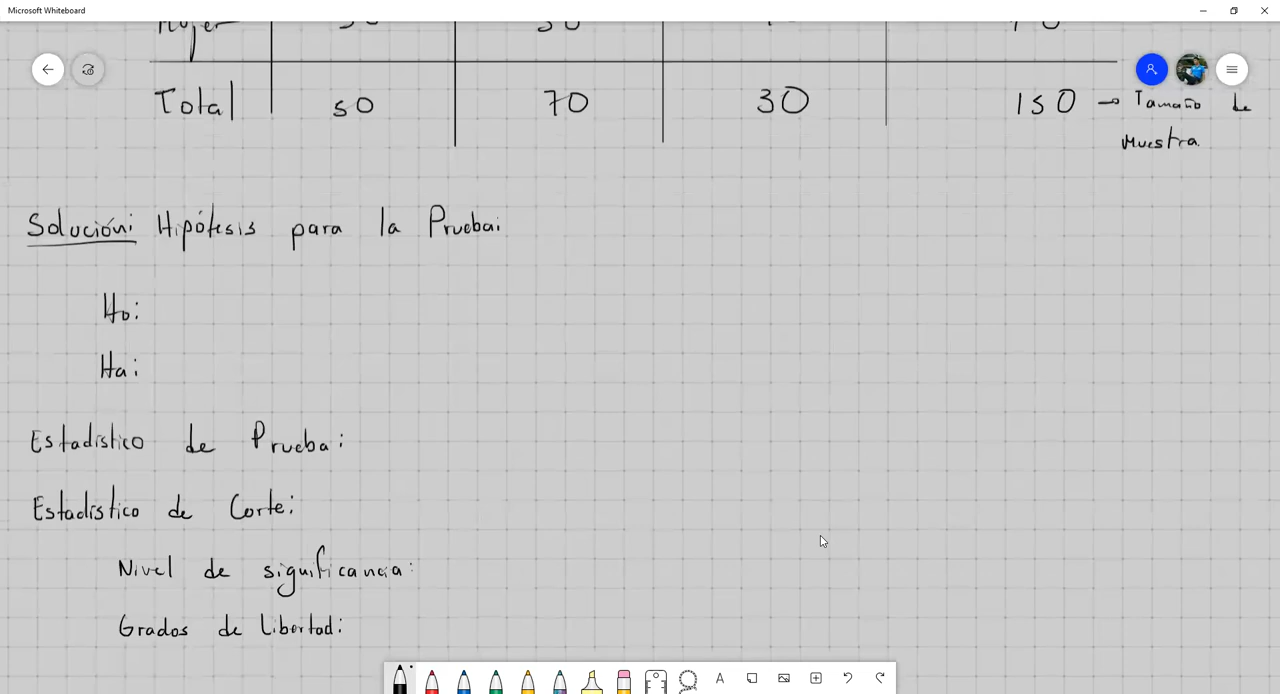 Microsoft Whiteboard
Mujer
Total 50 70 30 150 → Tamaño de
muestra
Solución: Hipótesis para la Prueba:
Ho:
Ha:
Estadístico de Prueba:
Estadístico de Corte:
Nivel de significancia:
Grados de Libertad: